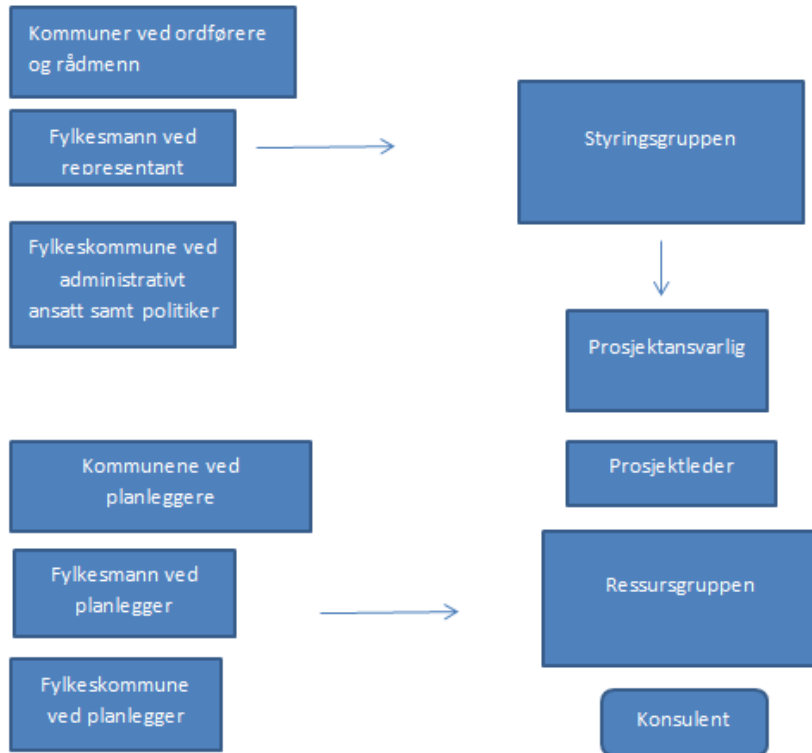 Kommuner ved ordførere
og rådmenn
Fylkesmann ved
representant
Styringsgruppen
Fylkeskommune ved
administrativt
ansatt samt politiker
Prosjektansvarlig
Kommunene ved
planleggere
Prosjektleder
Fylkesmann ved
planlegger
Ressursgruppen
Fylkeskommune
ved planlegger
Konsulent